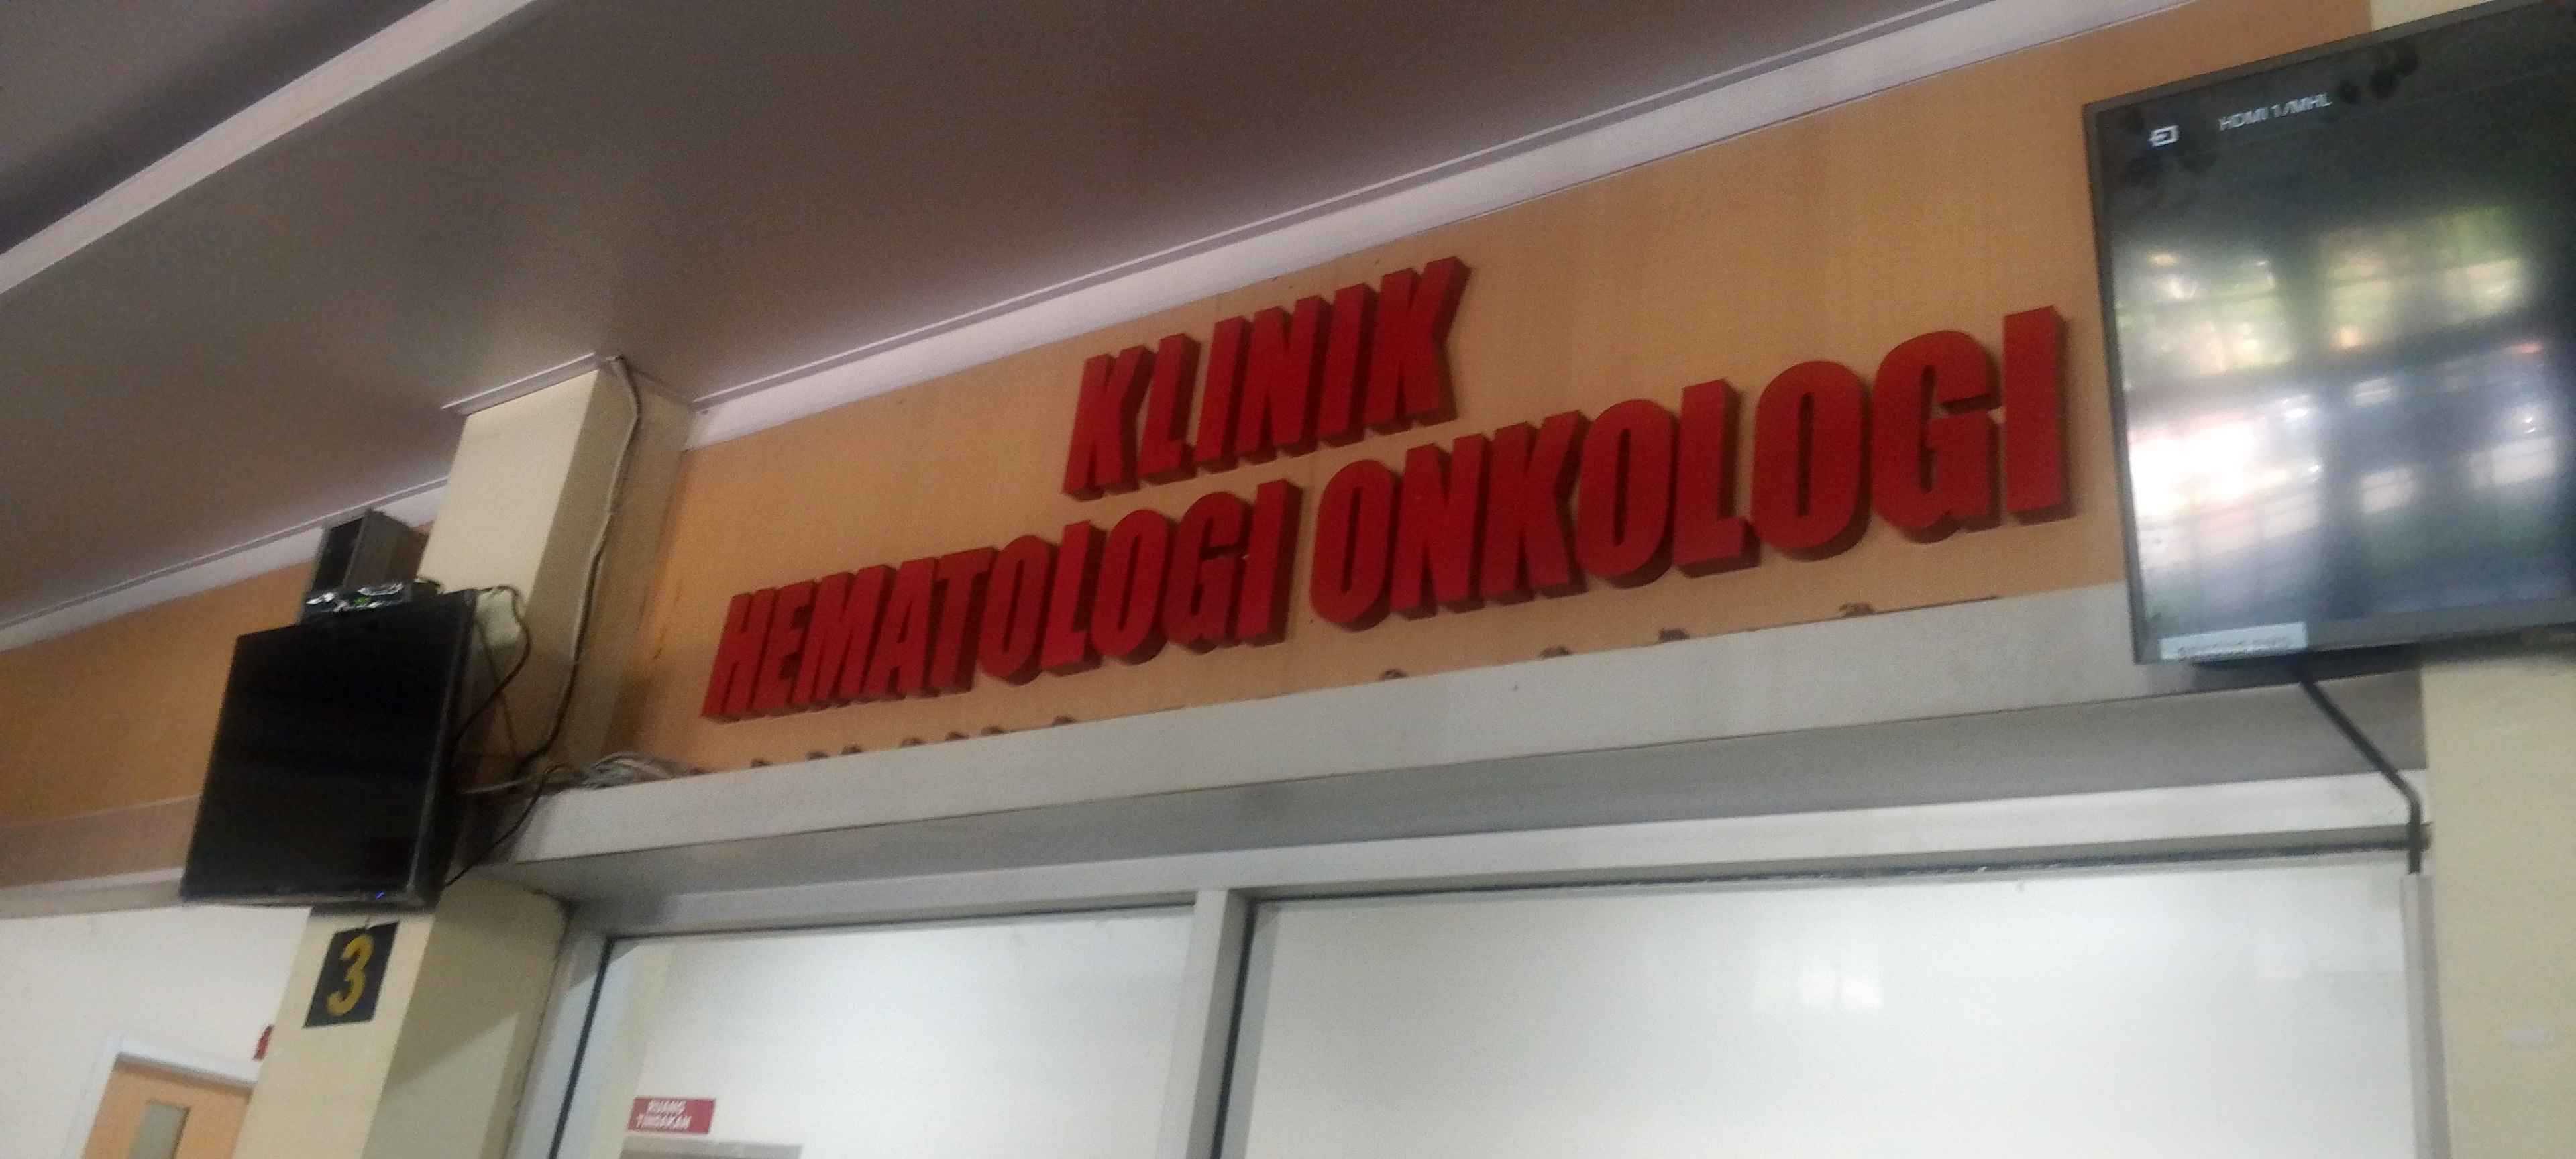 KLINIK
HEMATOLOGI ONKOLOGI
HDMI 1/MHL
3
RUANG
TINDAKAN